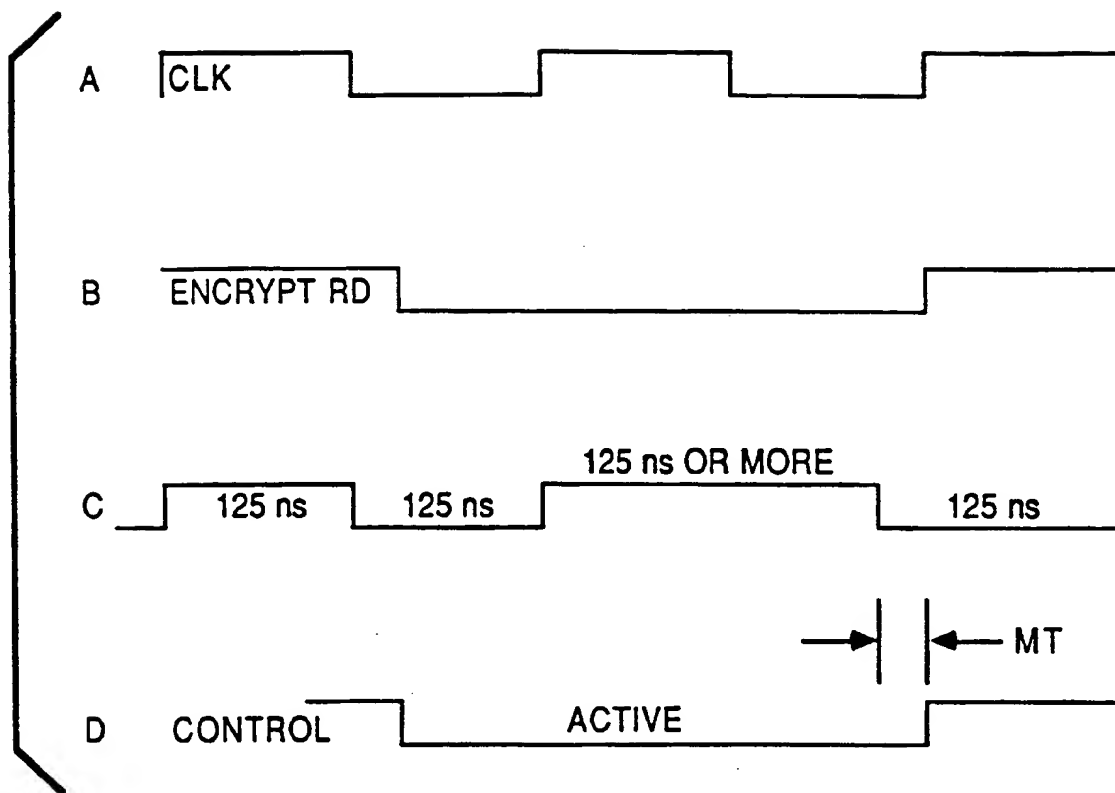 A CLK
B ENCRYPT RD
125 ns OR MORE
C 125 ns 125 ns 125 ns
MT
D CONTROL ACTIVE